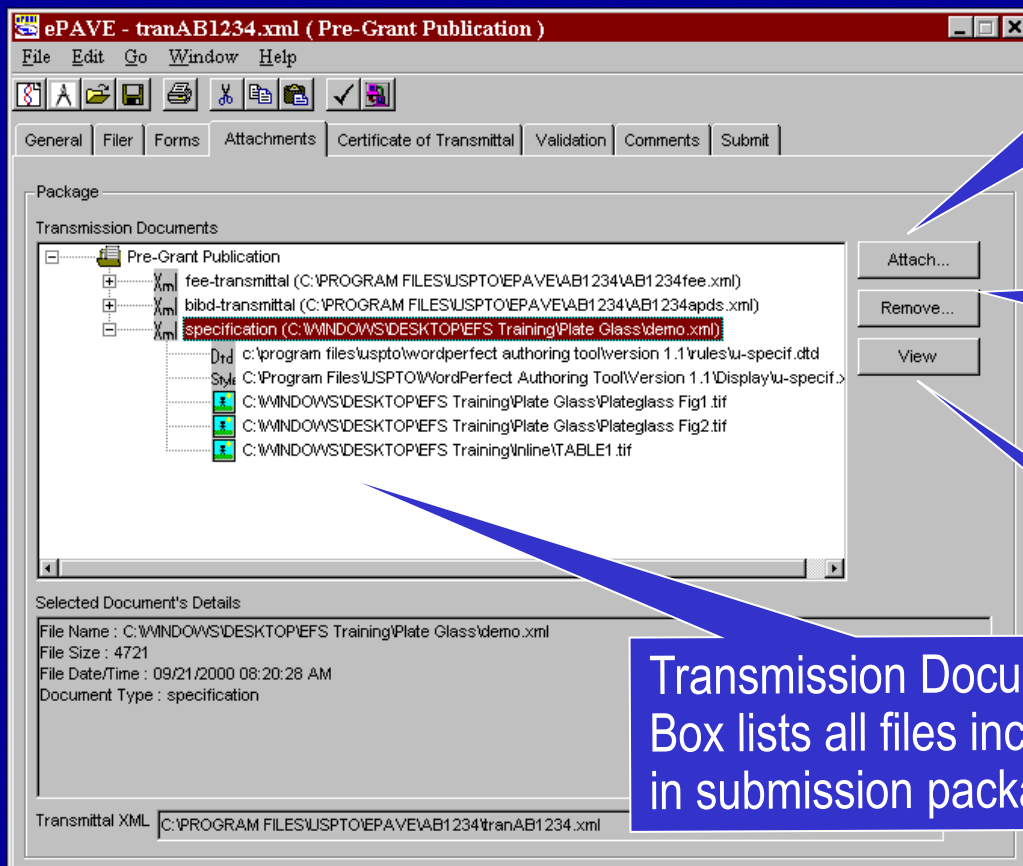 ePAVE - tranAB1234.xml ( Pre-Grant Publication )
File Edit Go Window Help
General Filer Forms Attachments Certificate of Transmittal Validation Comments Submit
Package
Transmission Documents
Pre-Grant Publication
Xml fee-transmittal (C:\PROGRAM FILES\USPTO\EPAVE\AB1234\AB1234fee.xml)
Xml bibd-transmittal (C:\PROGRAM FILES\USPTO\EPAVE\AB1234\AB1234apds.xml)
Xml specification (C:\WINDOWS\DESKTOP\EFS Training\Plate Glass\demo.xml)
Dtd c:\program files\uspto\wordperfect authoring tool\version 1.1\rules\u-specif.dtd
Style C:\Program Files\USPTO\WordPerfect Authoring Tool\Version 1.1\Display\u-specif.
C:\WINDOWS\DESKTOP\EFS Training\Plate Glass\Plateglass Fig1.tif
C:\WINDOWS\DESKTOP\EFS Training\Plate Glass\Plateglass Fig2.tif
C:\WINDOWS\DESKTOP\EFS Training\Inline\TABLE1.tif
Attach...
Remove...
View
Selected Document's Details
File Name : C:\WINDOWS\DESKTOP\EFS Training\Plate Glass\demo.xml
File Size : 4721
File Date/Time : 09/21/2000 08:20:28 AM
Document Type : specification
Transmission Docu
Box lists all files inc
in submission packa
Transmittal XML C:\PROGRAM FILES\USPTO\EPAVE\AB1234\tranAB1234.xml